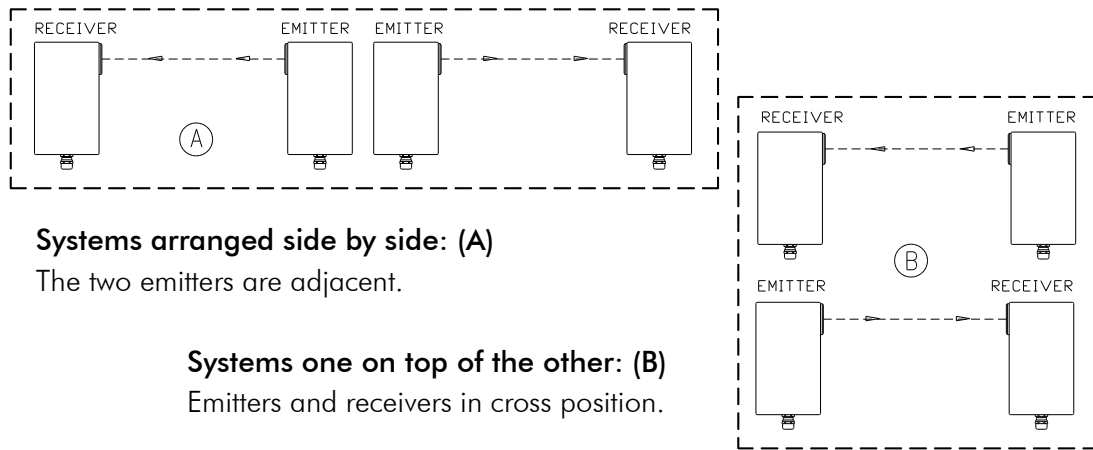 RECEIVER EMITTER EMITTER RECEIVER
A
Systems arranged side by side: (A)
The two emitters are adjacent.
Systems one on top of the other: (B)
Emitters and receivers in cross position.
RECEIVER EMITTER
B
EMITTER RECEIVER